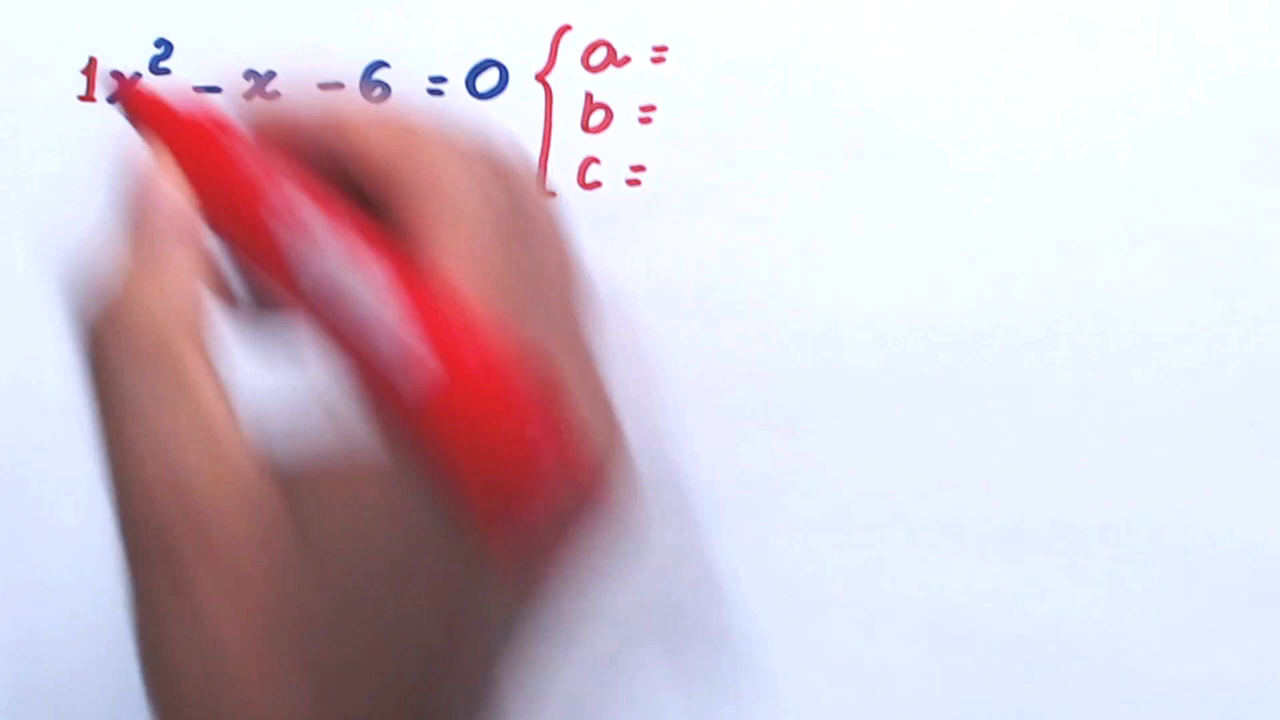 1x² - x - 6 = 0
{ a =
b =
c =